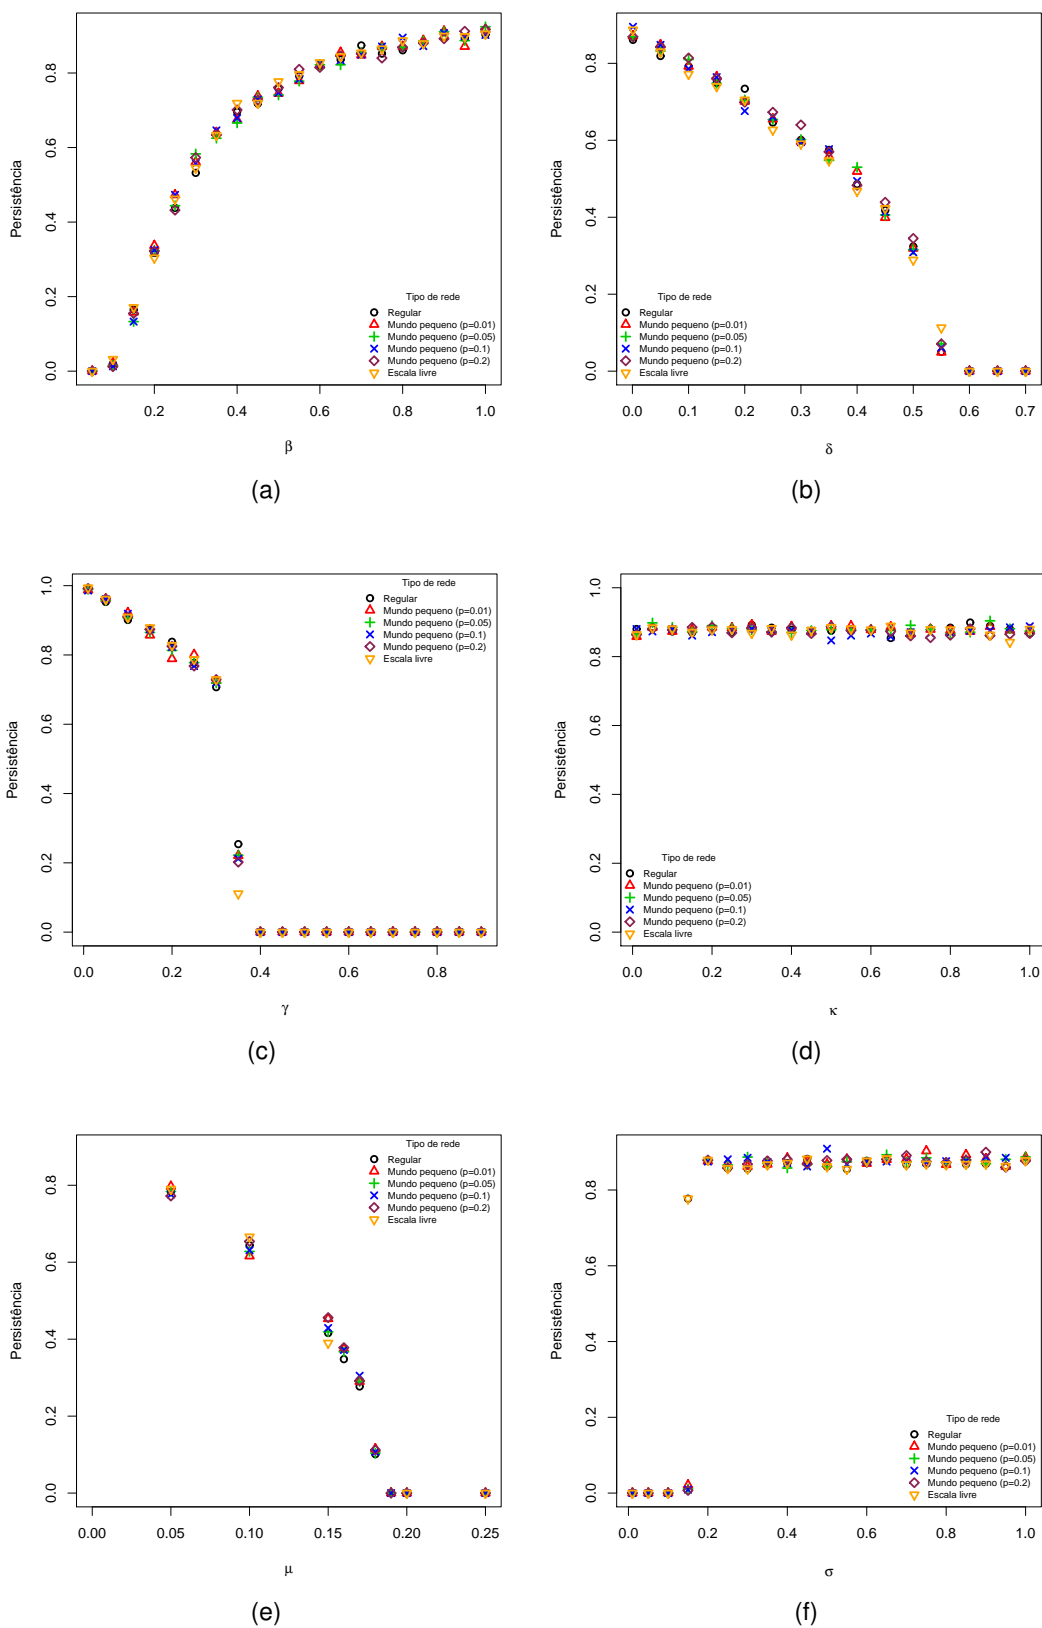 Persistência
0.0 0.2 0.4 0.6 0.8
Tipo de rede
Regular
Mundo pequeno (p=0.01)
Mundo pequeno (p=0.05)
Mundo pequeno (p=0.1)
Mundo pequeno (p=0.2)
Escala livre
0.2 0.4 0.6 0.8 1.0
β
(a)
Persistência
0.0 0.2 0.4 0.6 0.8
Tipo de rede
Regular
Mundo pequeno (p=0.01)
Mundo pequeno (p=0.05)
Mundo pequeno (p=0.1)
Mundo pequeno (p=0.2)
Escala livre
0.0 0.1 0.2 0.3 0.4 0.5 0.6 0.7
δ
(b)
Persistência
0.0 0.2 0.4 0.6 0.8 1.0
Tipo de rede
Regular
Mundo pequeno (p=0.01)
Mundo pequeno (p=0.05)
Mundo pequeno (p=0.1)
Mundo pequeno (p=0.2)
Escala livre
0.0 0.2 0.4 0.6 0.8
γ
(c)
Persistência
0.0 0.2 0.4 0.6 0.8 1.0
Tipo de rede
Regular
Mundo pequeno (p=0.01)
Mundo pequeno (p=0.05)
Mundo pequeno (p=0.1)
Mundo pequeno (p=0.2)
Escala livre
0.0 0.2 0.4 0.6 0.8 1.0
κ
(d)
Persistência
0.0 0.2 0.4 0.6 0.8
Tipo de rede
Regular
Mundo pequeno (p=0.01)
Mundo pequeno (p=0.05)
Mundo pequeno (p=0.1)
Mundo pequeno (p=0.2)
Escala livre
0.00 0.05 0.10 0.15 0.20 0.25
μ
(e)
Persistência
0.0 0.2 0.4 0.6 0.8
Tipo de rede
Regular
Mundo pequeno (p=0.01)
Mundo pequeno (p=0.05)
Mundo pequeno (p=0.1)
Mundo pequeno (p=0.2)
Escala livre
0.0 0.2 0.4 0.6 0.8 1.0
σ
(f)